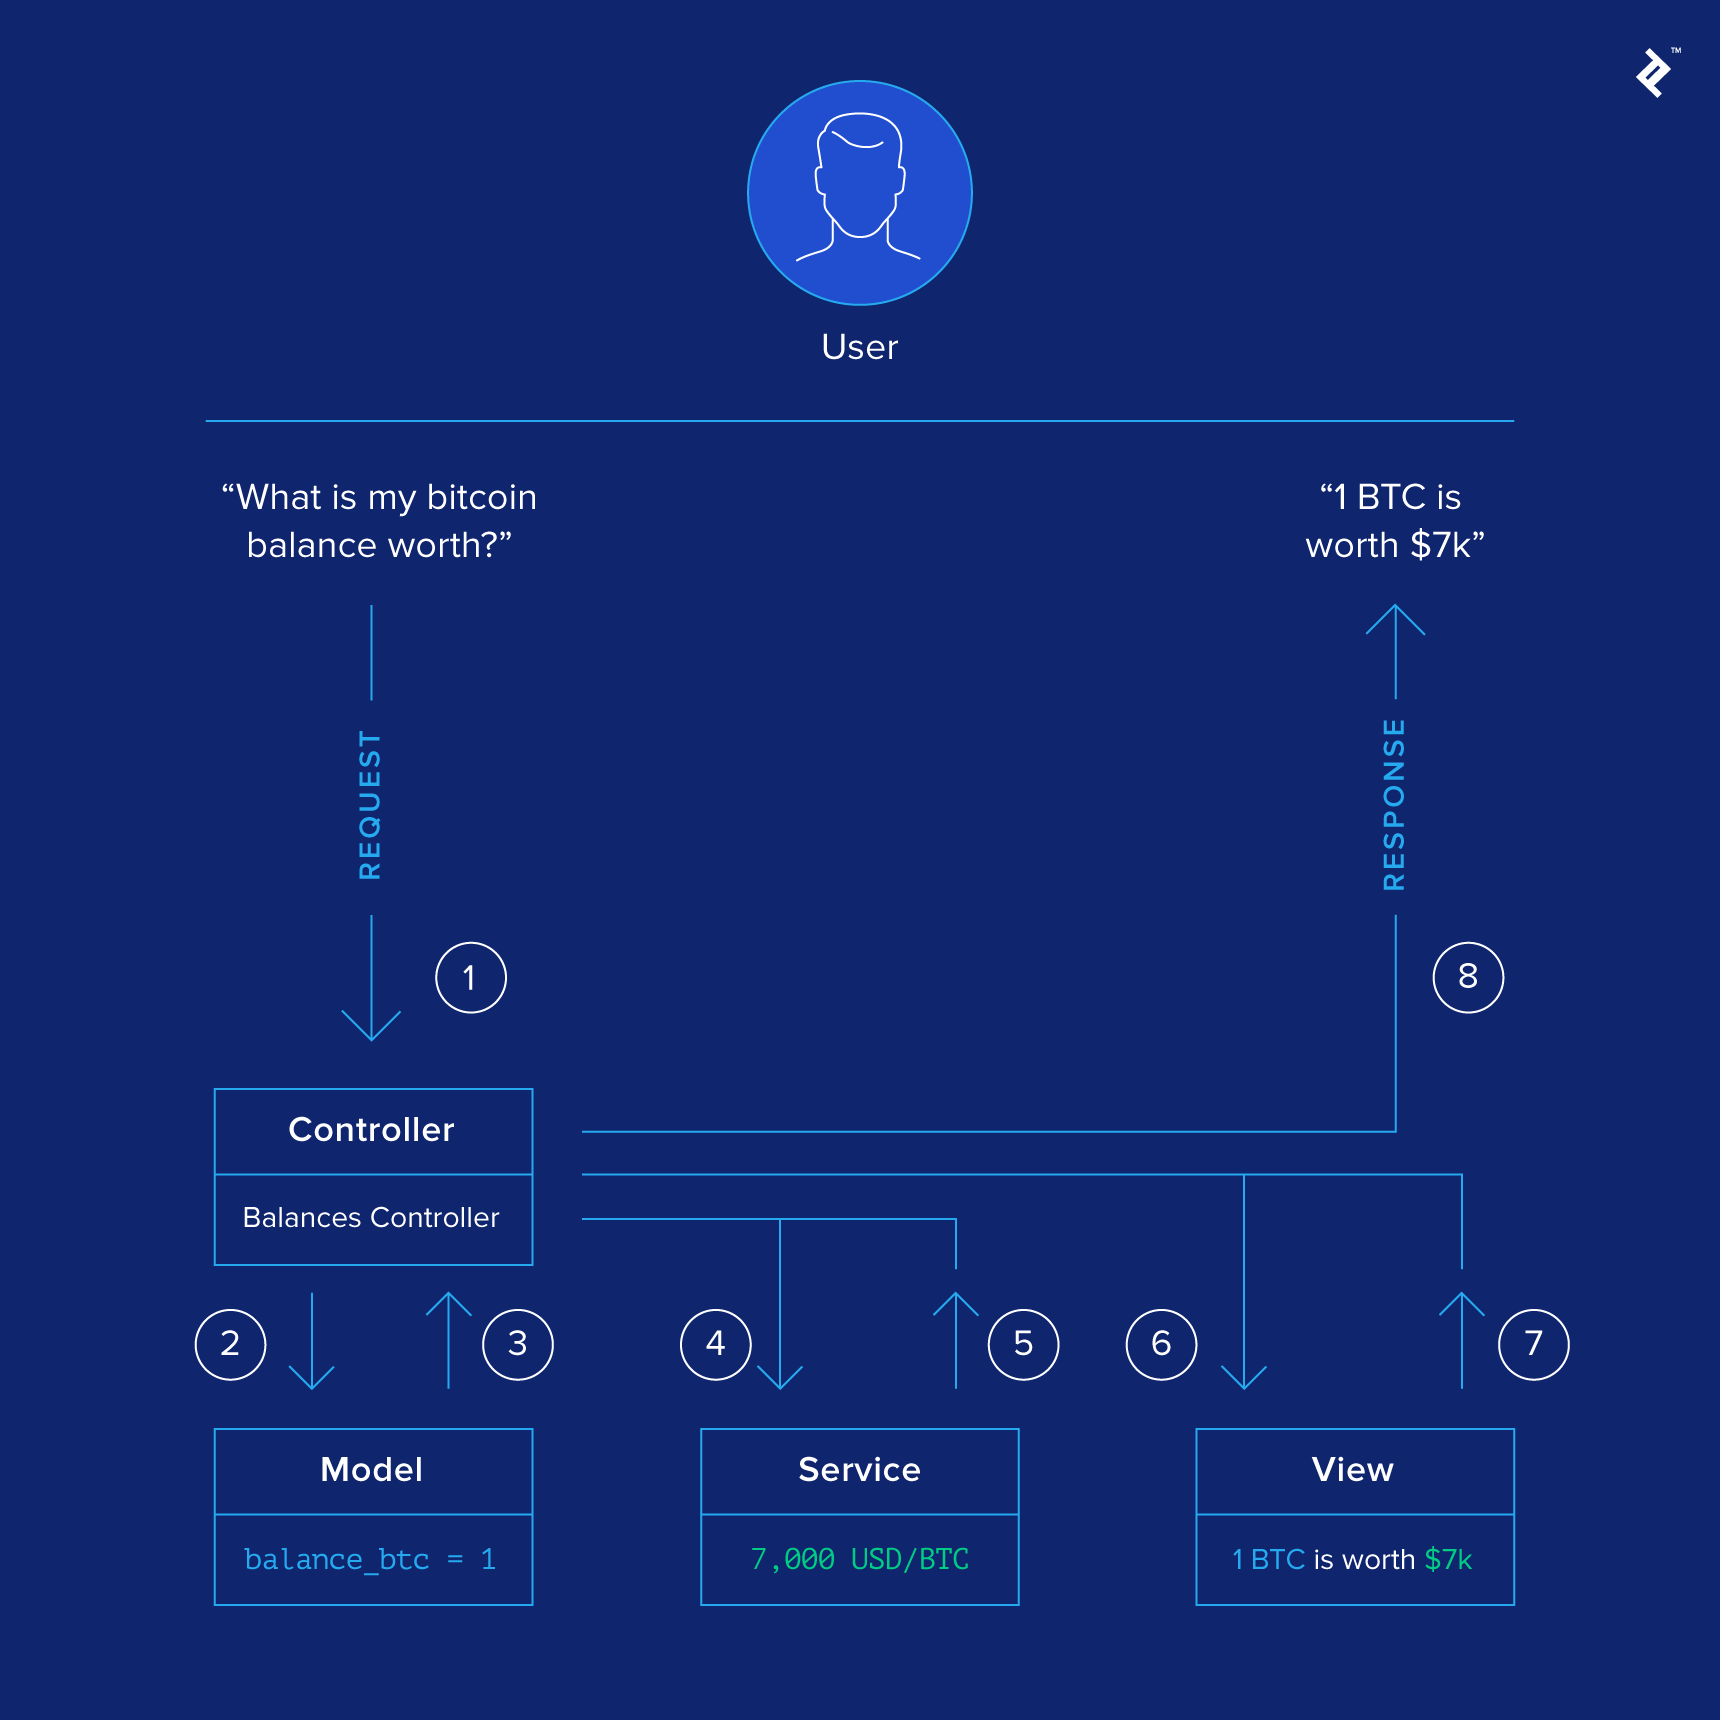 ™
User
“What is my bitcoin
balance worth?”
“1 BTC is
worth $7k”
REQUEST
RESPONSE
1
8
Controller
Balances Controller
2
3
4
5
6
7
Model
balance_btc = 1
Service
7,000 USD/BTC
View
1 BTC is worth $7k